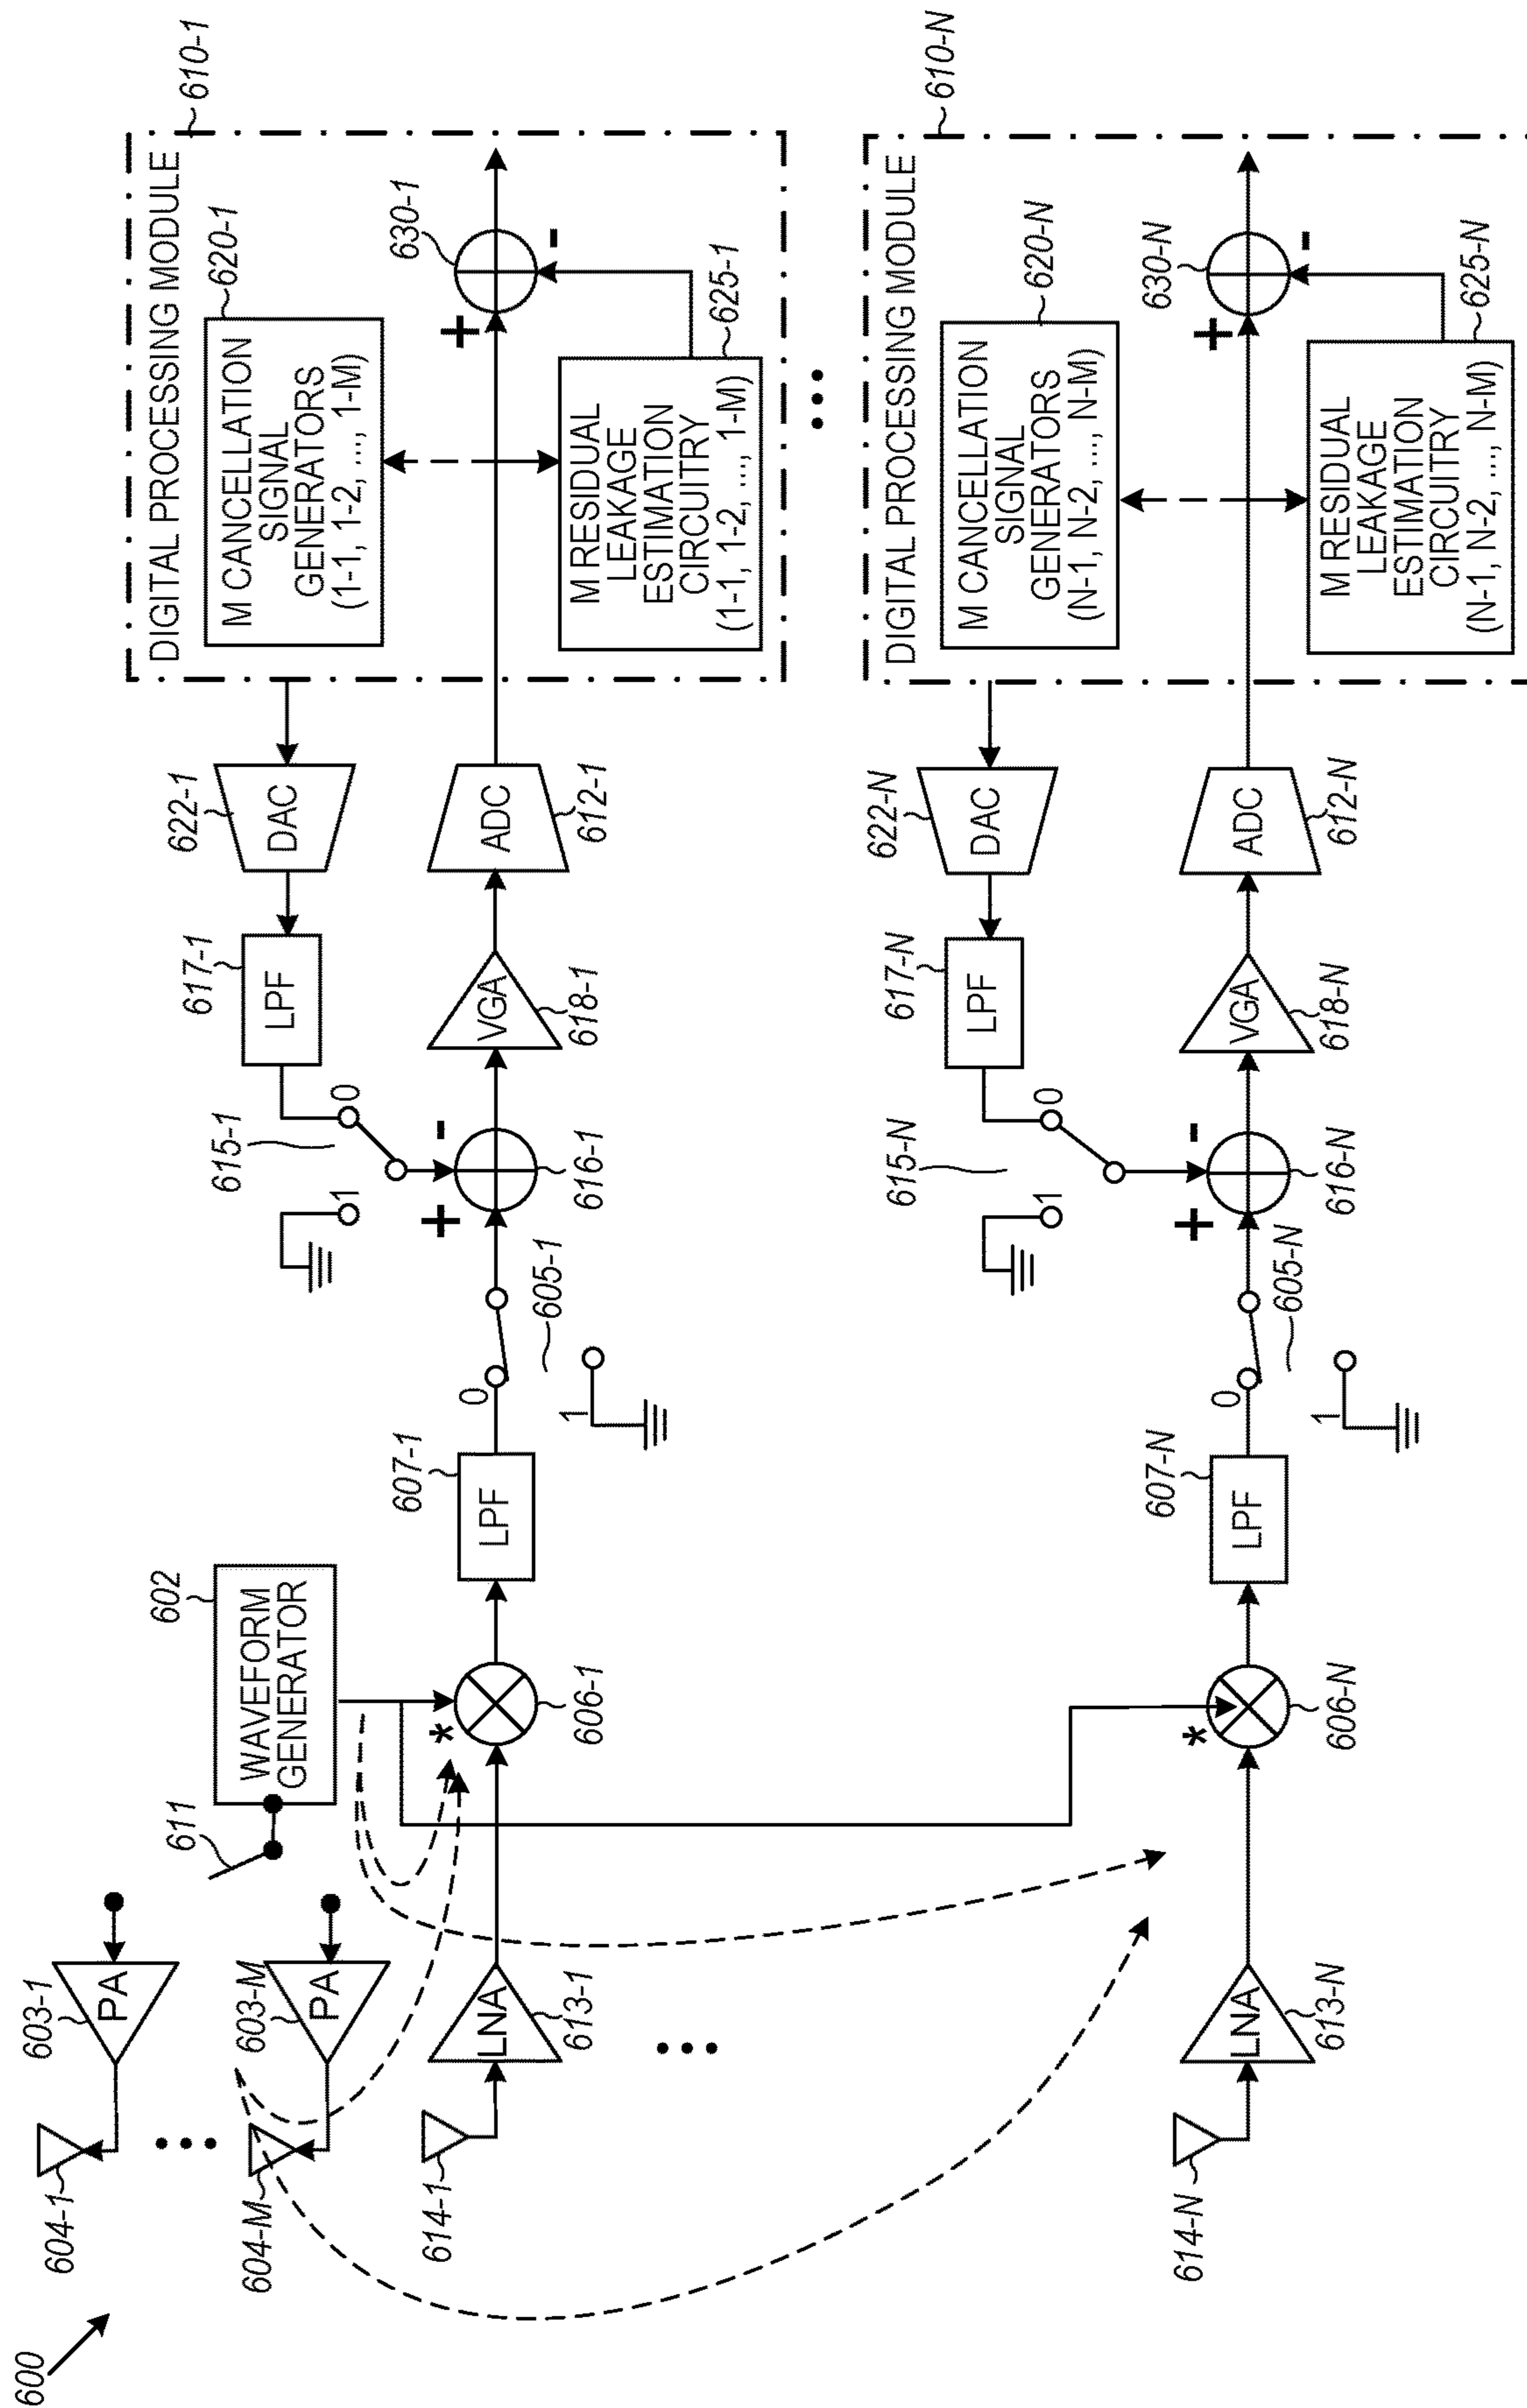 600
604-1
603-1
PA
604-M
603-M
PA
611
602
WAVEFORM
GENERATOR
614-1
LNA
613-1
*
606-1
607-1
LPF
0
1
605-1
615-1
0
1
617-1
LPF
622-1
DAC
+
-
616-1
VGA
618-1
ADC
612-1
610-1
DIGITAL PROCESSING MODULE
620-1
M CANCELLATION
SIGNAL
GENERATORS
(1-1, 1-2, ..., 1-M)
630-1
+
-
625-1
M RESIDUAL
LEAKAGE
ESTIMATION
CIRCUITRY
(1-1, 1-2, ..., 1-M)
614-N
LNA
613-N
*
606-N
607-N
LPF
0
1
605-N
615-N
0
1
617-N
LPF
622-N
DAC
+
-
616-N
VGA
618-N
ADC
612-N
610-N
DIGITAL PROCESSING MODULE
620-N
M CANCELLATION
SIGNAL
GENERATORS
(N-1, N-2, ..., N-M)
630-N
+
-
625-N
M RESIDUAL
LEAKAGE
ESTIMATION
CIRCUITRY
(N-1, N-2, ..., N-M)